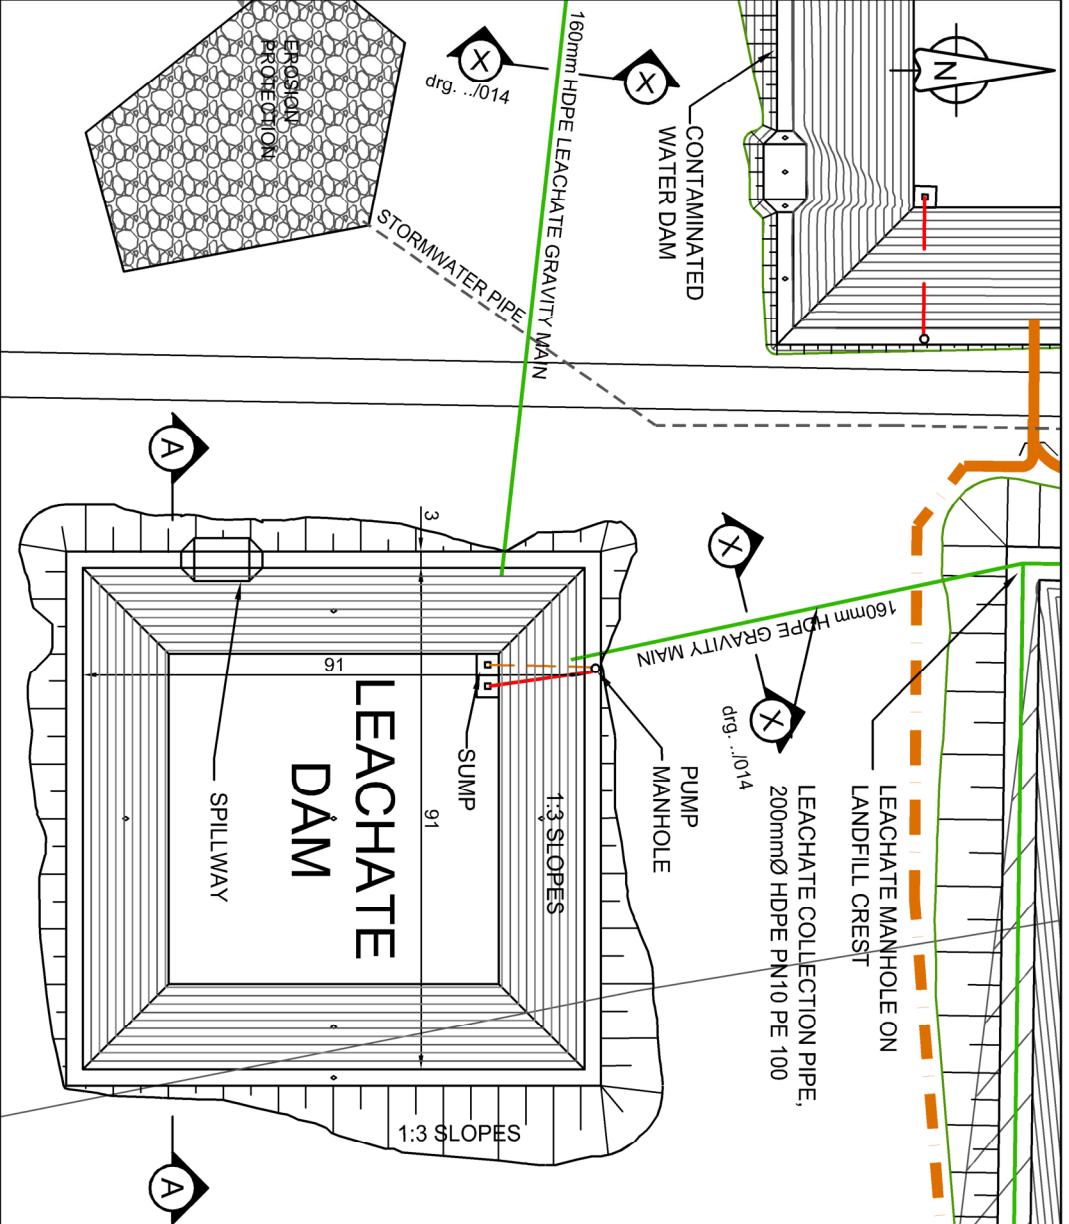 EROSION
PROTECTION
X
drg. ../014
X
160mm HDPE LEACHATE GRAVITY MAIN
CONTAMINATED
WATER DAM
N
STORMWATER PIPE
A
3
X
160mm HDPE GRAVITY MAIN
X
drg. ../014
91
91
LEACHATE
DAM
SUMP
SPILLWAY
1:3 SLOPES
PUMP
MANHOLE
LEACHATE COLLECTION PIPE,
200mmØ HDPE PN10 PE 100
LEACHATE MANHOLE ON
LANDFILL CREST
1:3 SLOPES
A